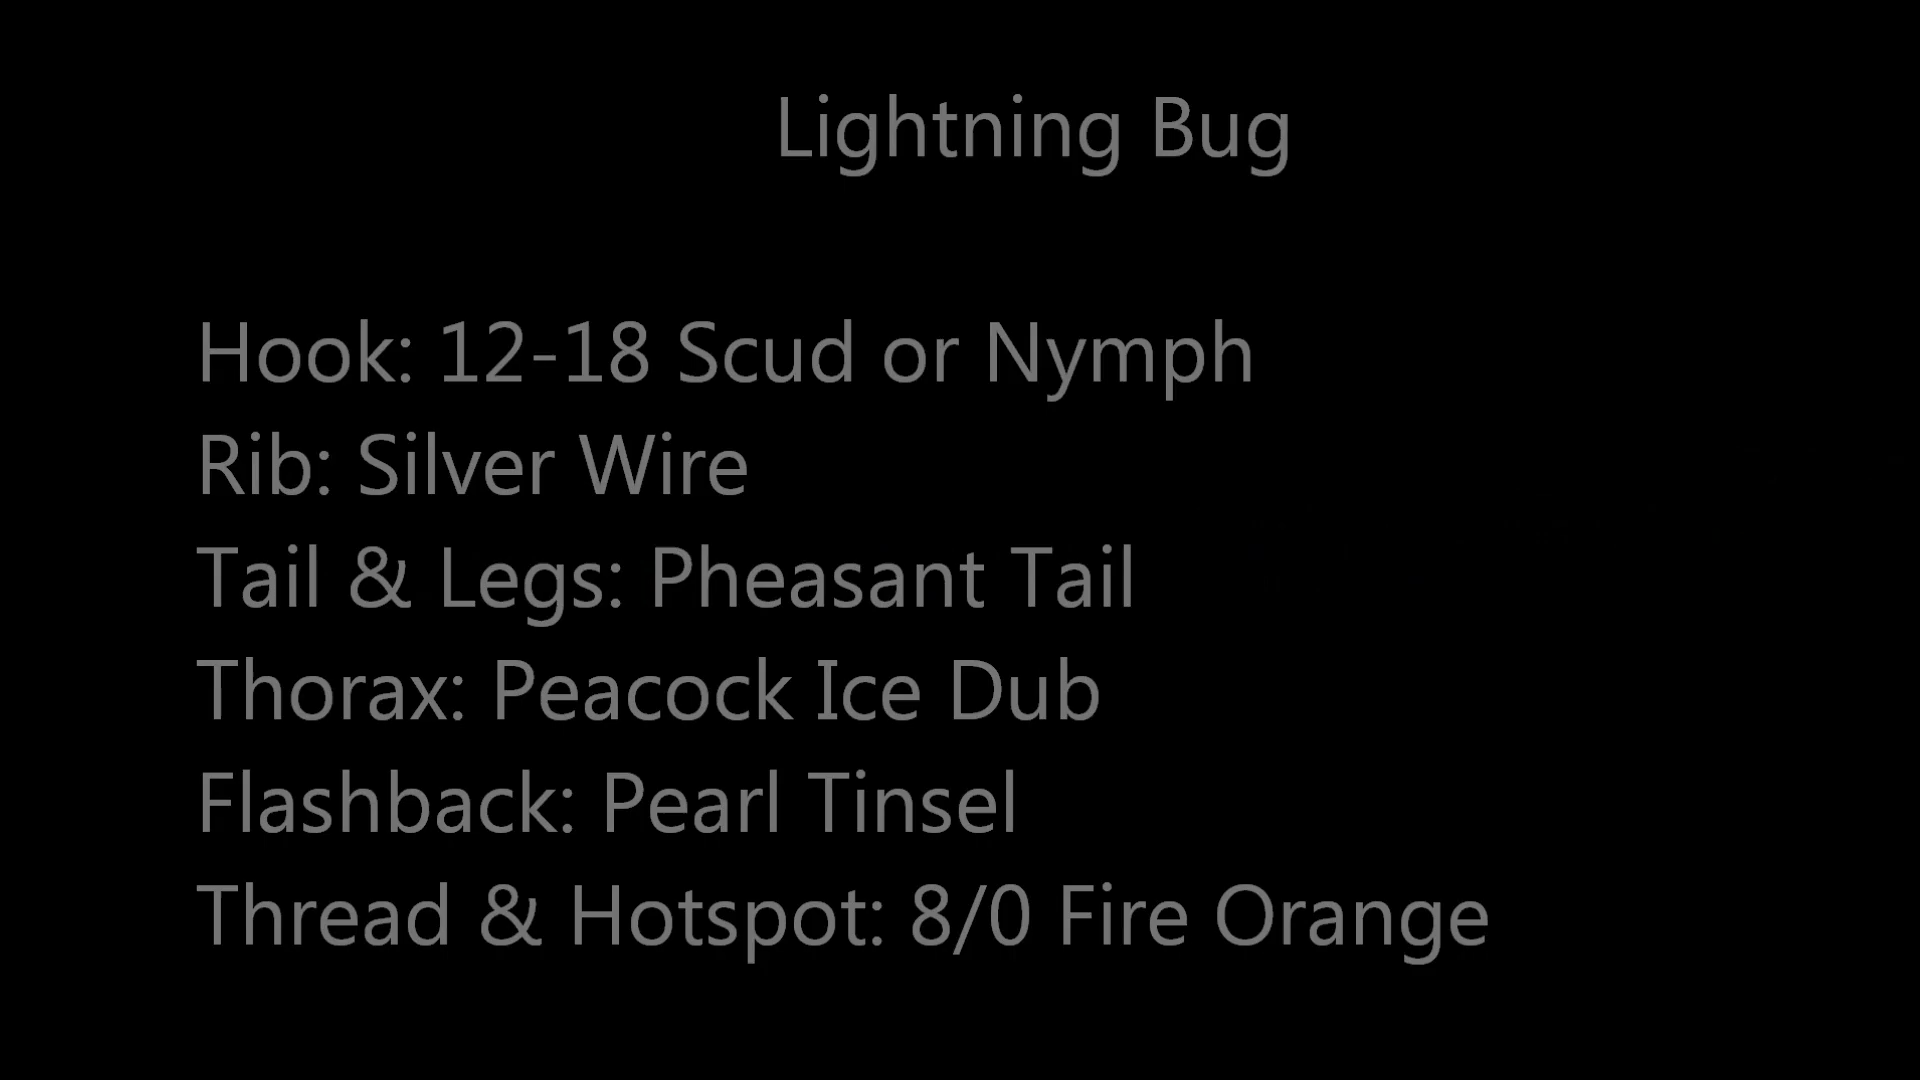 Lightning Bug
Hook: 12-18 Scud or Nymph
Rib: Silver Wire
Tail & Legs: Pheasant Tail
Thorax: Peacock Ice Dub
Flashback: Pearl Tinsel
Thread & Hotspot: 8/0 Fire Orange